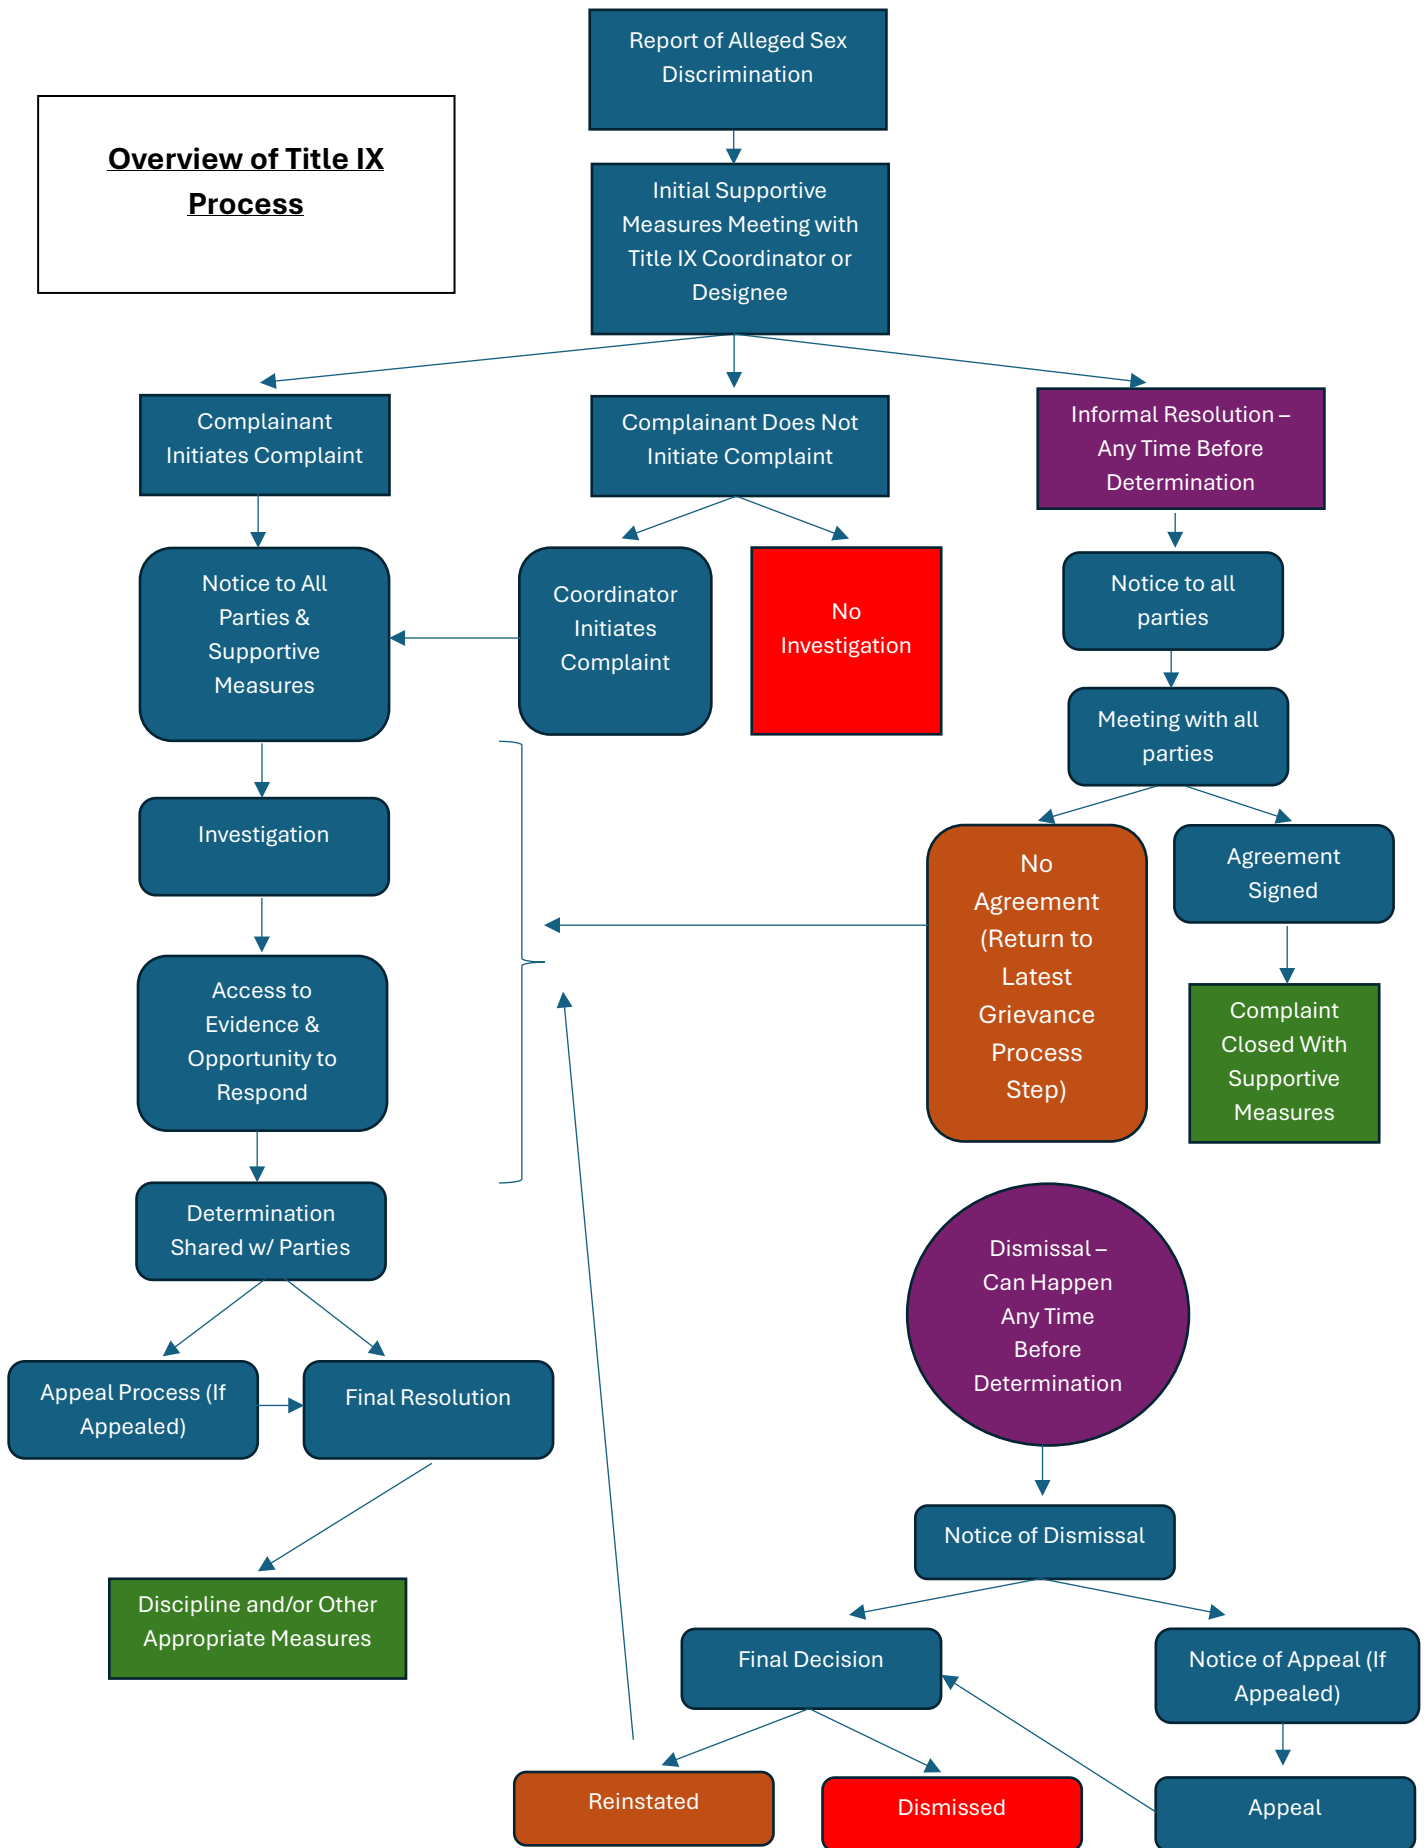 Report of Alleged Sex
Discrimination
Overview of Title IX
Process
Initial Supportive
Measures Meeting with
Title IX Coordinator or
Designee
Complainant
Initiates Complaint
Complainant Does Not
Initiate Complaint
Informal Resolution –
Any Time Before
Determination
Notice to All
Parties &
Supportive
Measures
Coordinator
Initiates
Complaint
No
Investigation
Notice to all
parties
Meeting with all
parties
Investigation
No
Agreement
(Return to
Latest
Grievance
Process
Step)
Agreement
Signed
Access to
Evidence &
Opportunity to
Respond
Complaint
Closed With
Supportive
Measures
Determination
Shared w/ Parties
Dismissal –
Can Happen
Any Time
Before
Determination
Appeal Process (If
Appealed)
Final Resolution
Notice of Dismissal
Discipline and/or Other
Appropriate Measures
Final Decision
Notice of Appeal (If
Appealed)
Reinstated
Dismissed
Appeal